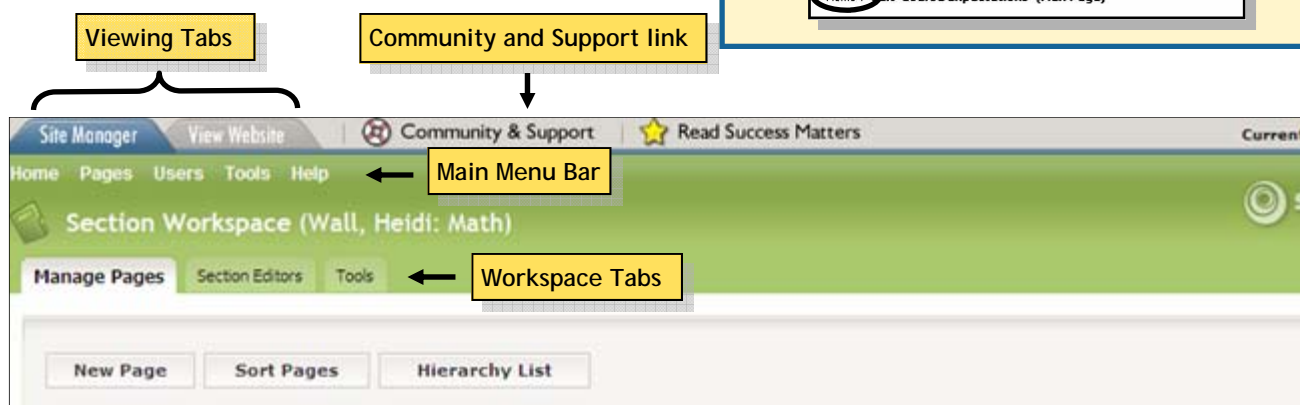 Viewing Tabs
Community and Support link
Site Manager View Website Community & Support Read Success Matters Current
Home Pages Users Tools Help
Main Menu Bar
Section Workspace (Wall, Heidi: Math)
Manage Pages Section Editors Tools
Workspace Tabs
New Page Sort Pages Hierarchy List